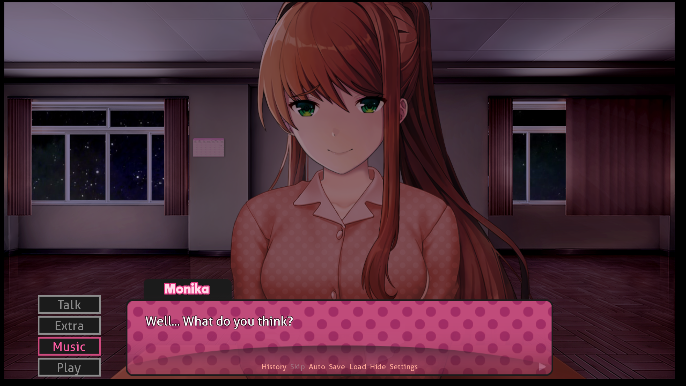 Monika
Well... What do you think?
Talk
Extra
Music
Play
History Skip Auto Save Load Hide Settings